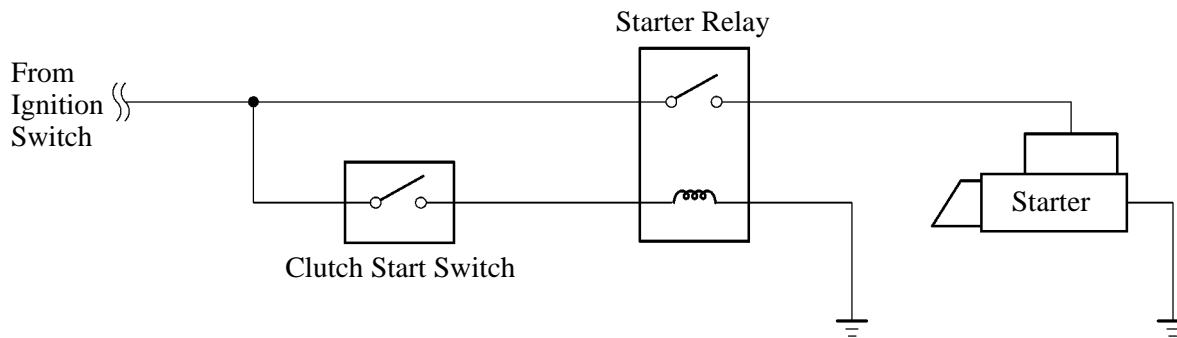 Starter Relay
From
Ignition
Switch
Starter
Clutch Start Switch